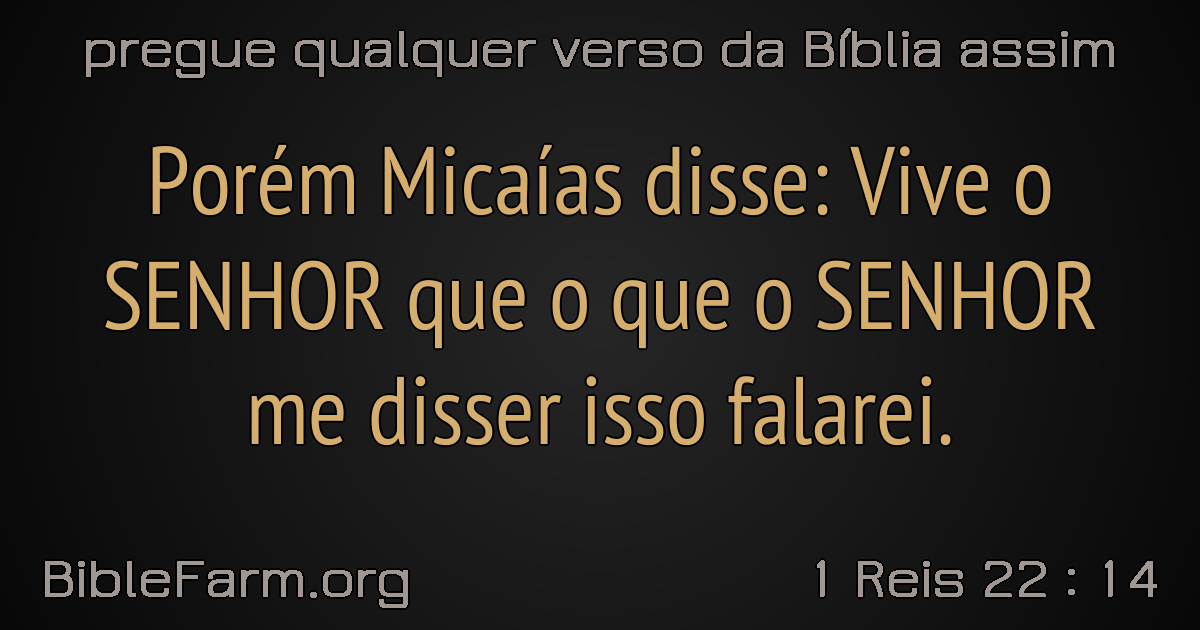 pregue qualquer verso da Bíblia assim
Porém Micaías disse: Vive o
SENHOR que o que o SENHOR
me disser isso falarei.
BibleFarm.org
1 Reis 22 : 14